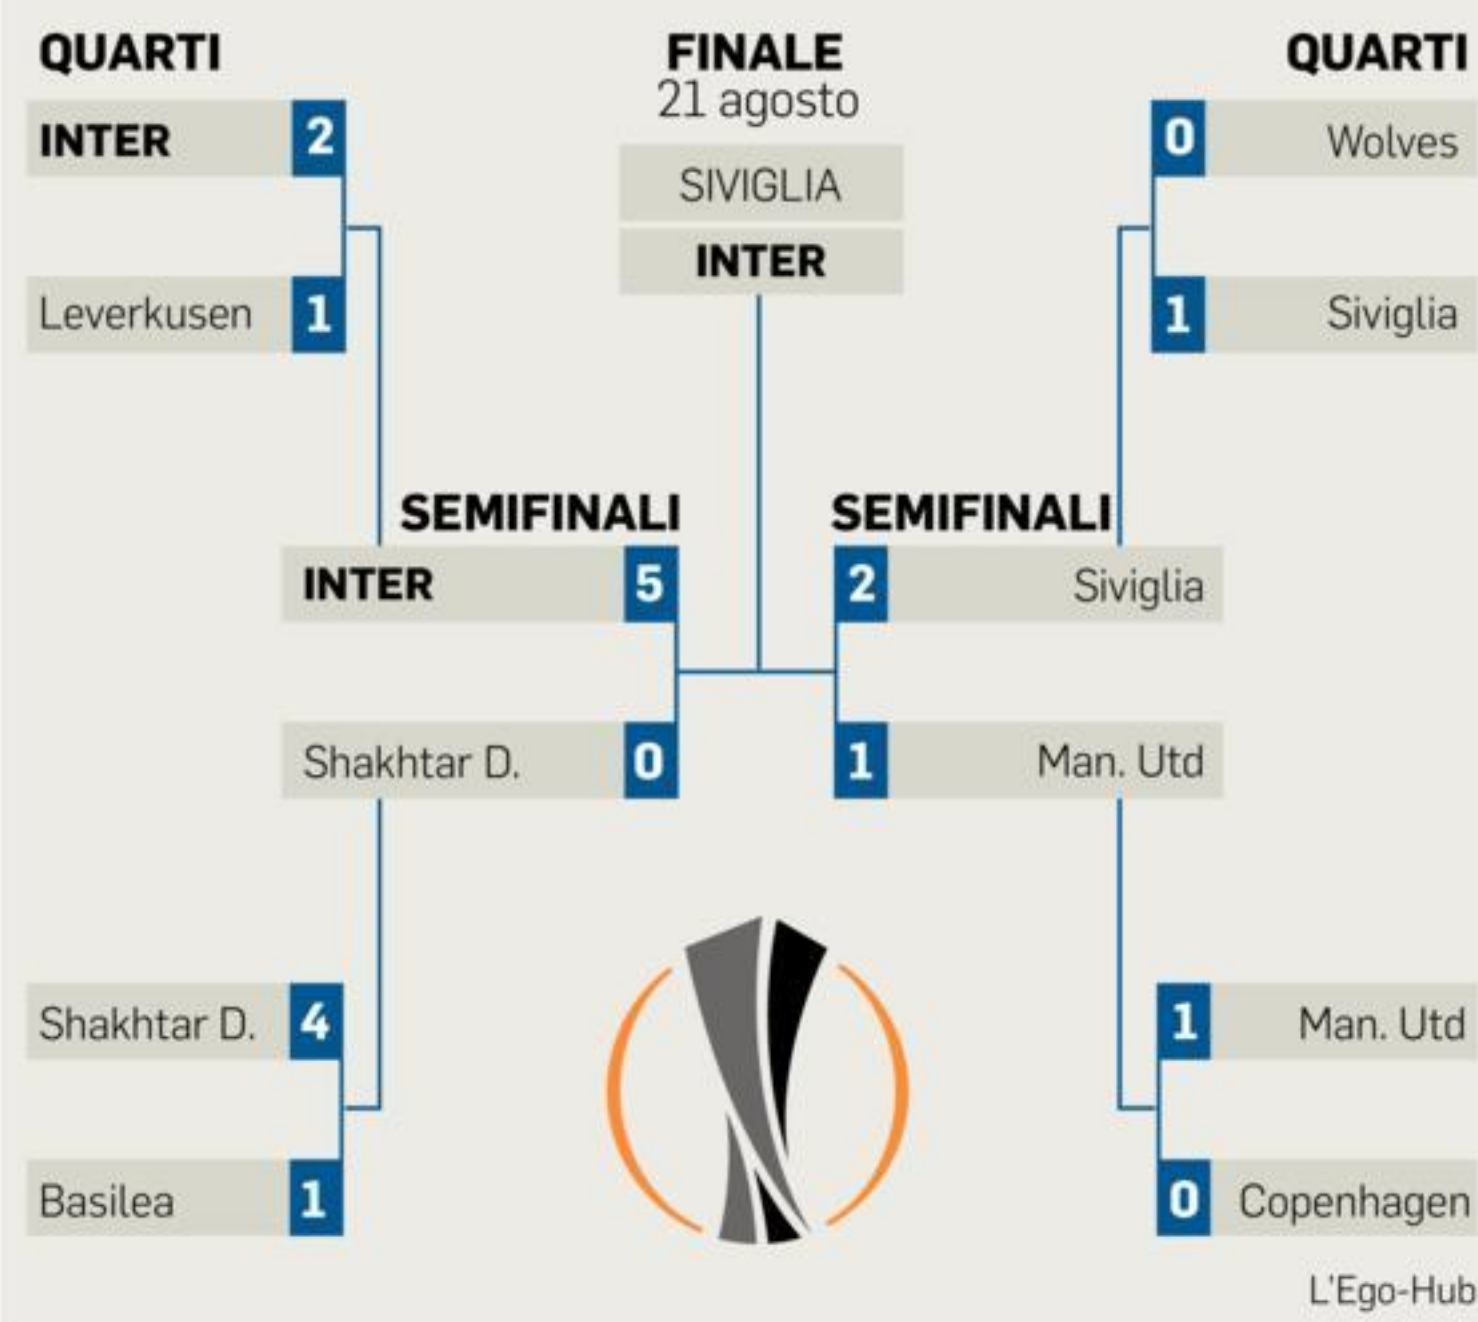 QUARTI
INTER 2
Leverkusen 1
FINALE
21 agosto
SIVIGLIA
INTER
QUARTI
0 Wolves
1 Siviglia
SEMIFINALI
INTER 5
Shakhtar D. 0
SEMIFINALI
2 Siviglia
1 Man. Utd
Shakhtar D. 4
Basilea 1
1 Man. Utd
0 Copenhagen
L'Ego-Hub